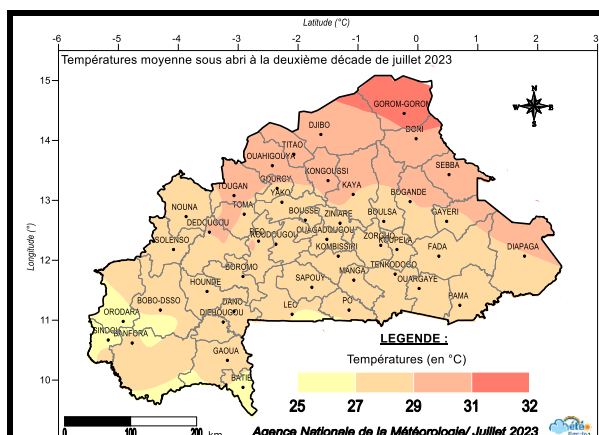 Latitude (°C)
-6 -5 -4 -3 -2 -1 0 1 2 3
Températures moyenne sous abri à la deuxième décade de juillet 2023
15
GOROM-GOROM
N
W E
S
DJIBO
14
DORI
TITAO
OUAHIGOUYA
KONGOUSSI
SEBBA
GOURCY
TOUGAN
KAYA
YAKO
BOGANDE
13
NOUNA
TOMA
BOUSSE
ZINIARE
BOULSA
GAYERI
DEDOUGOU
REO
KOUDOUGOU
OUAGADOUGOU
ZORGHO
KOUPELA
SOLENSO
KOMBISSIRI
FADA
DIAPAGA
12
BOROMO
TENKODOGO
HOUNDE
SAPOUY
MANGA
OUARGAYE
BOBO-DSSO
DANO
LEO
PO
PAMA
ORODARA
DIEBOUGOU
11
SINDOU
BANFORA
GAOUA
BATIE
10
Longitude (°)
LEGENDE :
Températures (en °C)
25 27 29 31 32
0 100 200
km
Agence Nationale de la Météorologie/ Juillet 2023
météo